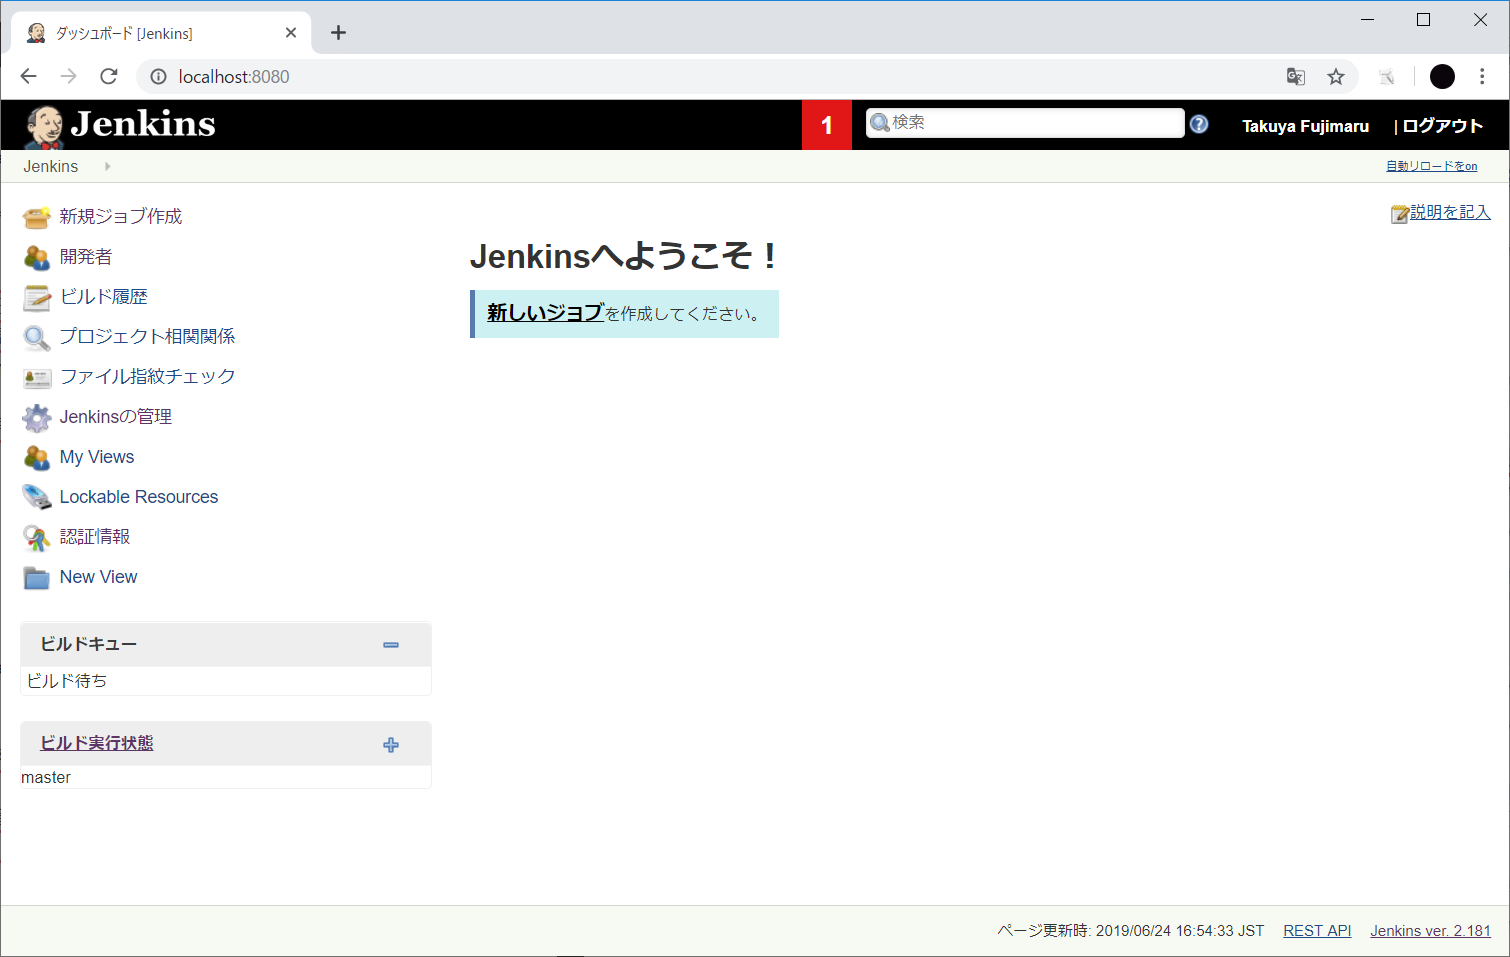 ダッシュボード [Jenkins]
localhost:8080
Jenkins
1
検索
Takuya Fujimaru
| ログアウト
Jenkins
自動リロードをon
新規ジョブ作成
開発者
ビルド履歴
プロジェクト相関関係
ファイル指紋チェック
Jenkinsの管理
My Views
Lockable Resources
認証情報
New View
ビルドキュー
ビルド待ち
ビルド実行状態
master
説明を記入
Jenkinsへようこそ！
新しいジョブを作成してください。
ページ更新時: 2019/06/24 16:54:33 JST REST API Jenkins ver. 2.181